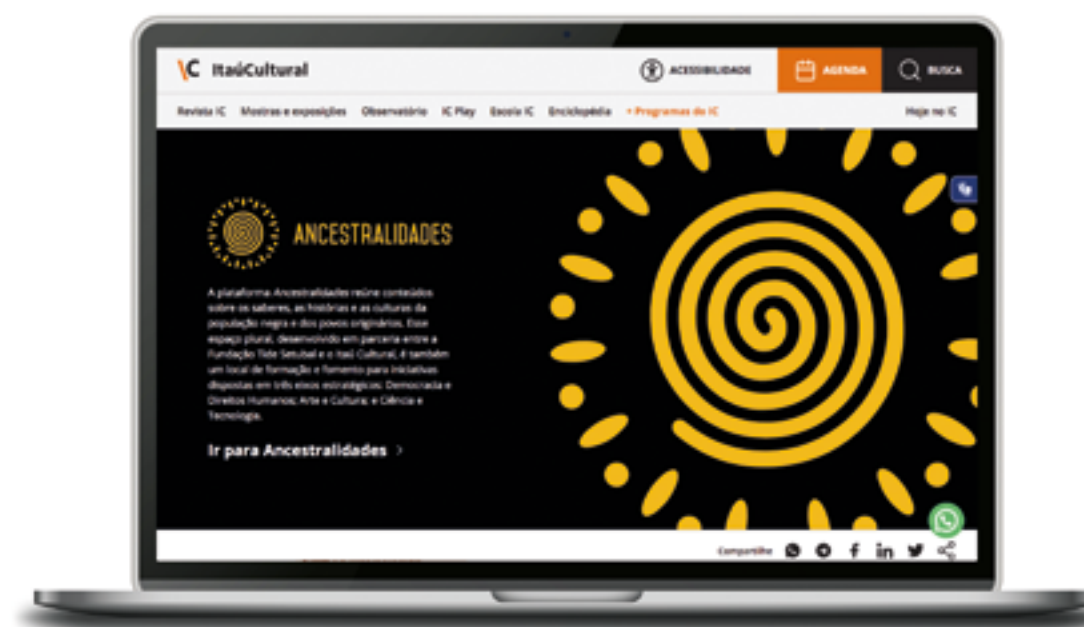 IC ItaúCultural
ACESSIBILIDADE
AGENDA
BUSCA
Revista IC Mostras e exposições Observatório IC Play Escola IC Enciclopédia + Programas do IC Hoje no IC
ANCESTRALIDADES
A plataforma Ancestralidades reúne conteúdos
sobre os saberes, as histórias e as culturas da
população negra e dos povos originários. Esse
espaço plural, desenvolvido em parceria entre a
Fundação Tide Setubal e o Itaú Cultural, é também
um local de formação e fomento para iniciativas
dispostas em três eixos estratégicos: Democracia e
Direitos Humanos; Arte e Cultura; e Ciência e
Tecnologia.
Ir para Ancestralidades >
Compartilhe